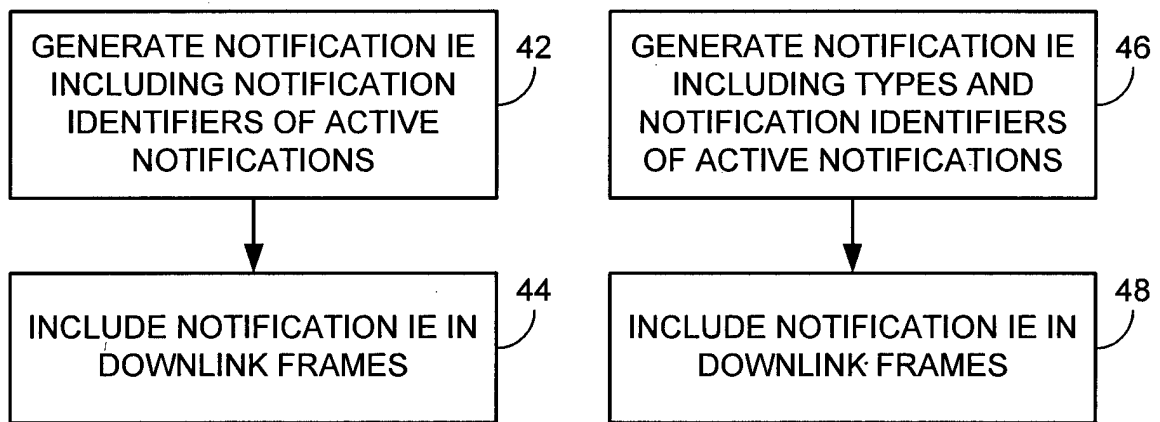 GENERATE NOTIFICATION IE
INCLUDING NOTIFICATION
IDENTIFIERS OF ACTIVE
NOTIFICATIONS
42
INCLUDE NOTIFICATION IE IN
DOWNLINK FRAMES
44
GENERATE NOTIFICATION IE
INCLUDING TYPES AND
NOTIFICATION IDENTIFIERS
OF ACTIVE NOTIFICATIONS
46
INCLUDE NOTIFICATION IE IN
DOWNLINK FRAMES
48